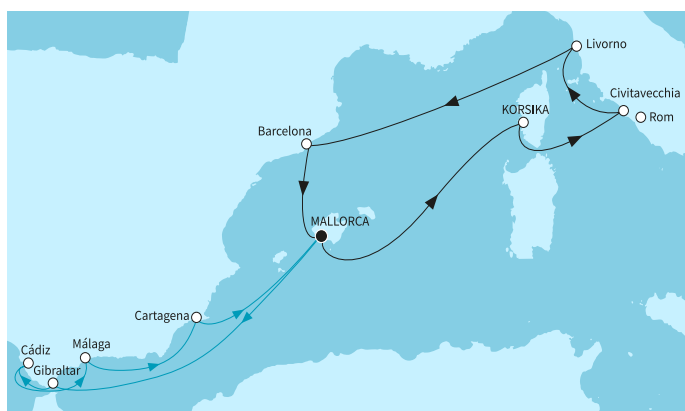 Livorno
Civitavecchia
KORSIKA
Rom
Barcelona
MALLORCA
Cartagena
Málaga
Cádiz
Gibraltar